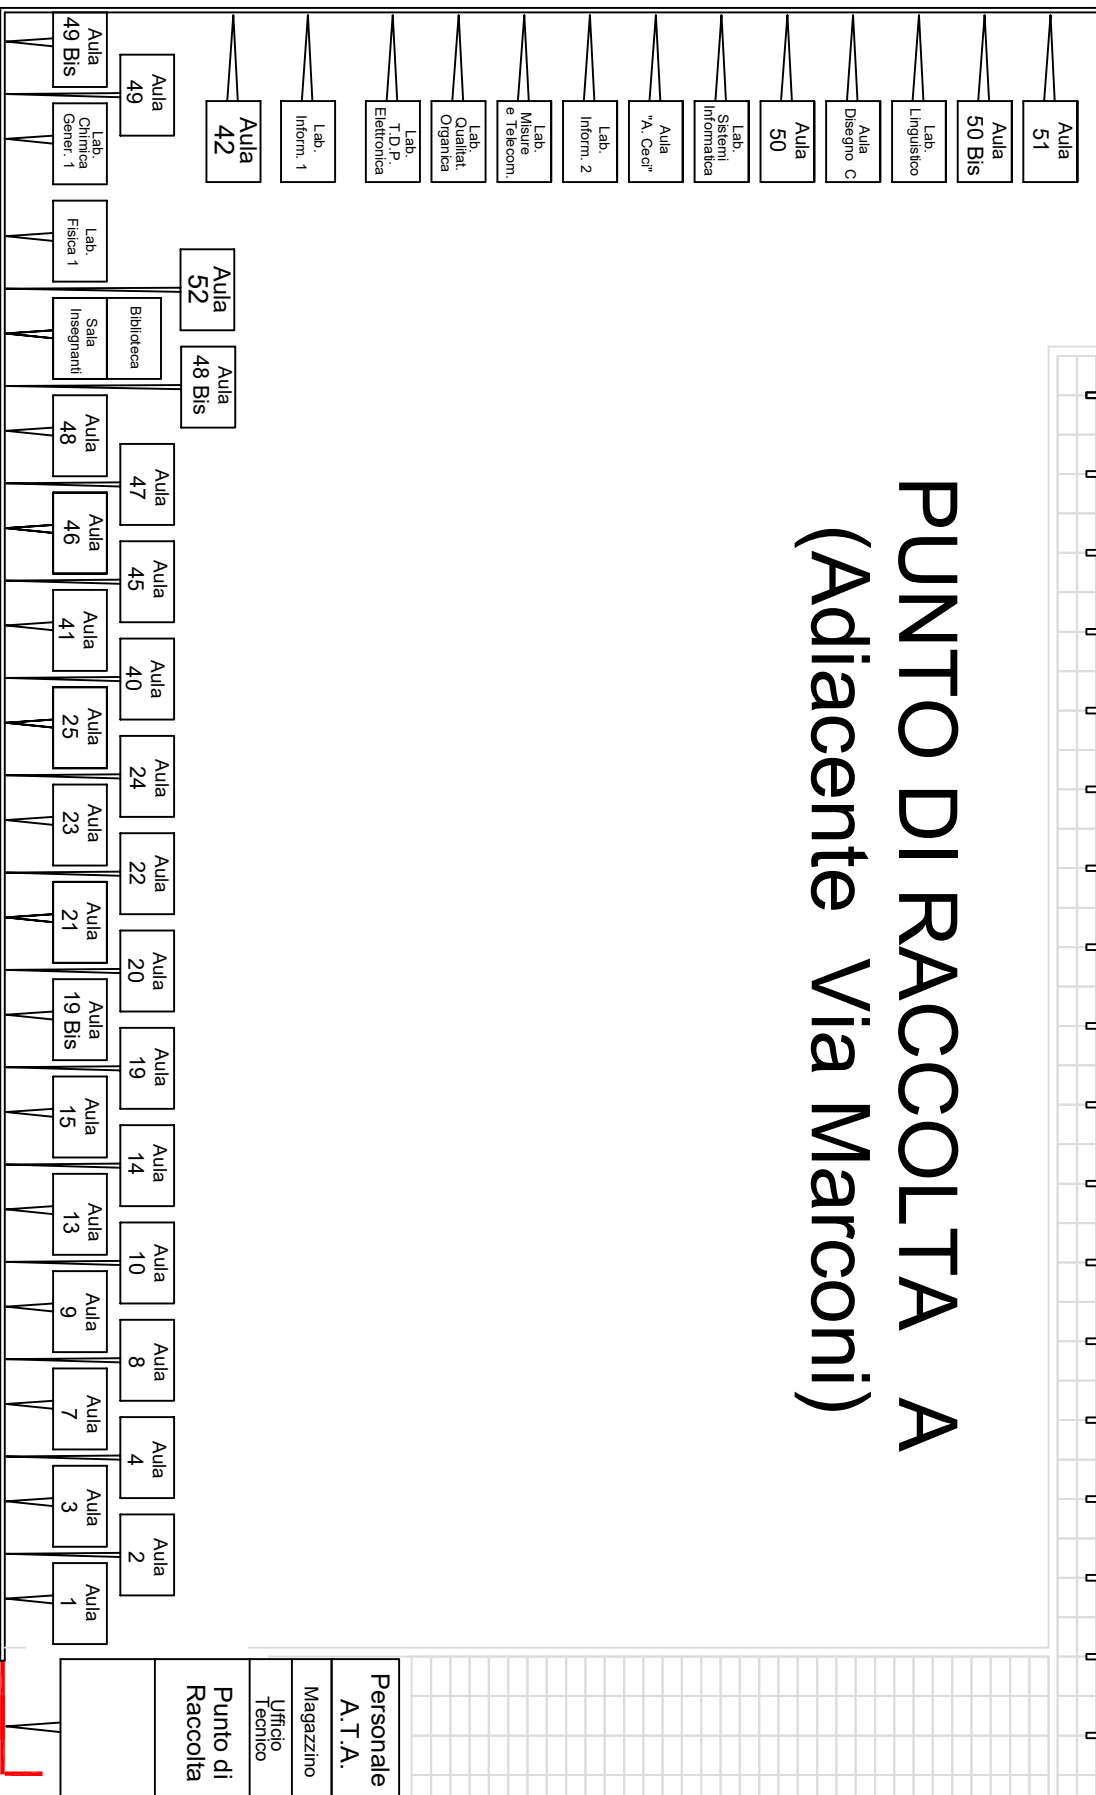 PUNTO DI RACCOLTA A
(Adiacente Via Marconi)
Aula
51
Aula
50 Bis
Lab.
Linguistico
Aula
Disegno C
Aula
50
Lab.
Sistemi
Informatica
Aula
"A. Ceci"
Lab.
Inform. 2
Lab.
Misure
e Telecom.
Lab.
Qualitat.
Organica
Lab.
T.D.P.
Elettronica
Lab.
Inform. 1
Aula
42
Aula
49 Bis
Aula
49
Lab.
Chimica
Gener. 1
Lab.
Fisica 1
Aula
52
Biblioteca
Sala
Insegnanti
Aula
48 Bis
Aula
48
Aula
47
Aula
46
Aula
45
Aula
41
Aula
40
Aula
25
Aula
24
Aula
23
Aula
22
Aula
21
Aula
20
Aula
19 Bis
Aula
19
Aula
15
Aula
14
Aula
13
Aula
10
Aula
9
Aula
8
Aula
7
Aula
4
Aula
3
Aula
2
Aula
1
Personale
A.T.A.
Magazzino
Ufficio
Tecnico
Punto di
Raccolta